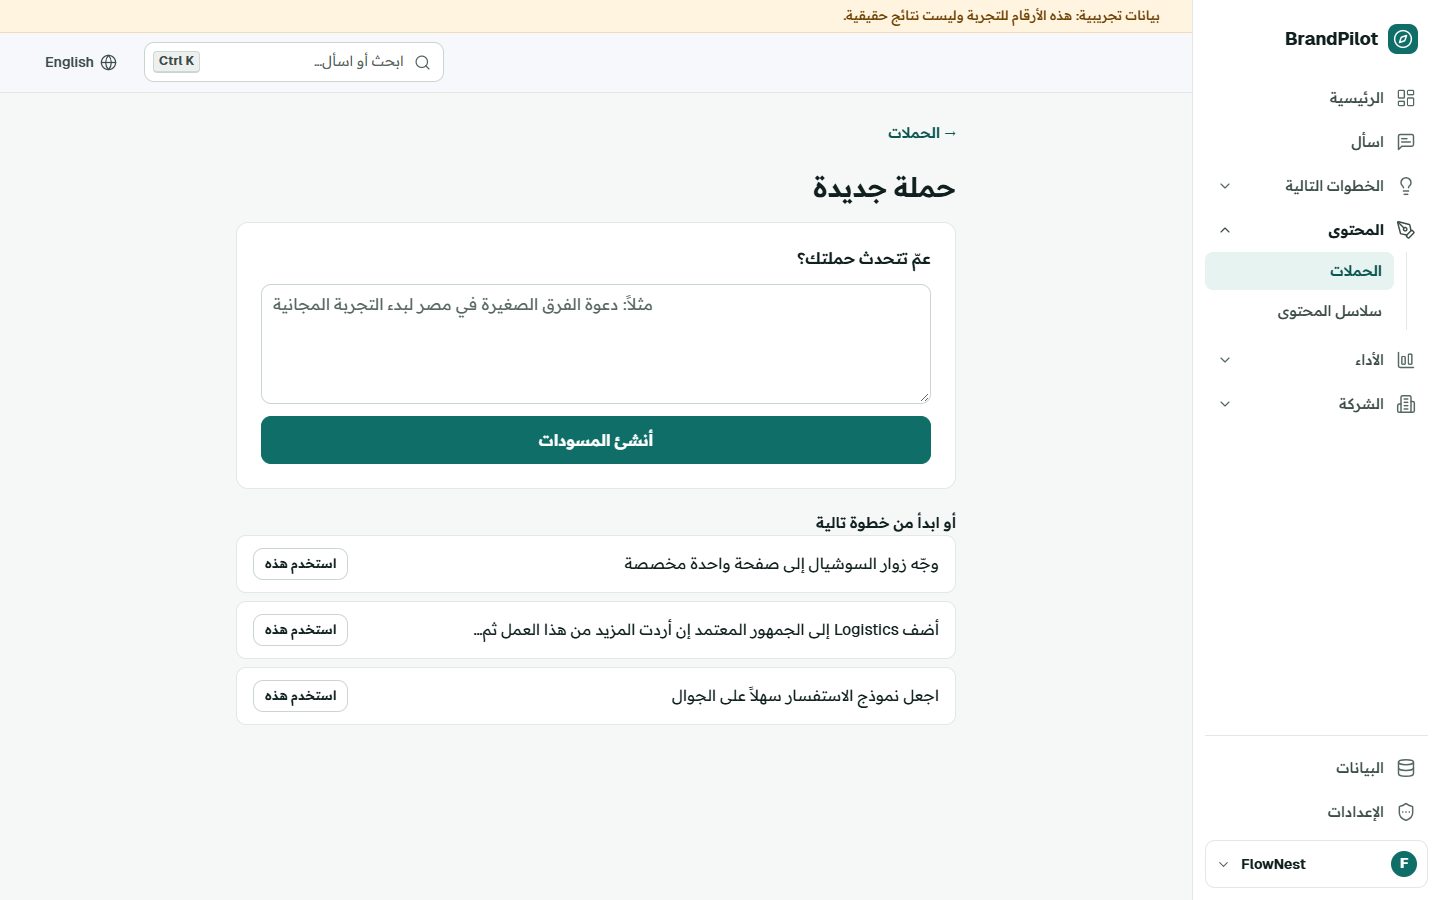 بيانات تجريبية: هذه الأرقام للتجربة وليست نتائج حقيقية.
BrandPilot
الرئيسية
اسأل
الخطوات التالية
المحتوى
الحملات
سلاسل المحتوى
الأداء
الشركة
البيانات
الإعدادات
F FlowNest
ابحث أو اسأل... Ctrl K
English
→ الحملات
حملة جديدة
عمّ تتحدث حملتك؟
مثلاً: دعوة الفرق الصغيرة في مصر لبدء التجربة المجانية
أنشئ المسودات
أو ابدأ من خطوة تالية
وجّه زوار السوشيال إلى صفحة واحدة مخصصة
استخدم هذه
أضف Logistics إلى الجمهور المعتمد إن أردت المزيد من هذا العمل ثم...
استخدم هذه
اجعل نموذج الاستفسار سهلاً على الجوال
استخدم هذه